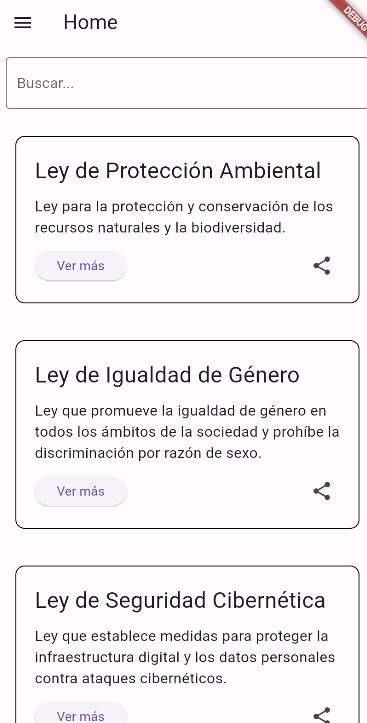 Home
DEBUG
Buscar...
Ley de Protección Ambiental
Ley para la protección y conservación de los
recursos naturales y la biodiversidad.
Ver más
Ley de Igualdad de Género
Ley que promueve la igualdad de género en
todos los ámbitos de la sociedad y prohíbe la
discriminación por razón de sexo.
Ver más
Ley de Seguridad Cibernética
Ley que establece medidas para proteger la
infraestructura digital y los datos personales
contra ataques cibernéticos.
Ver más